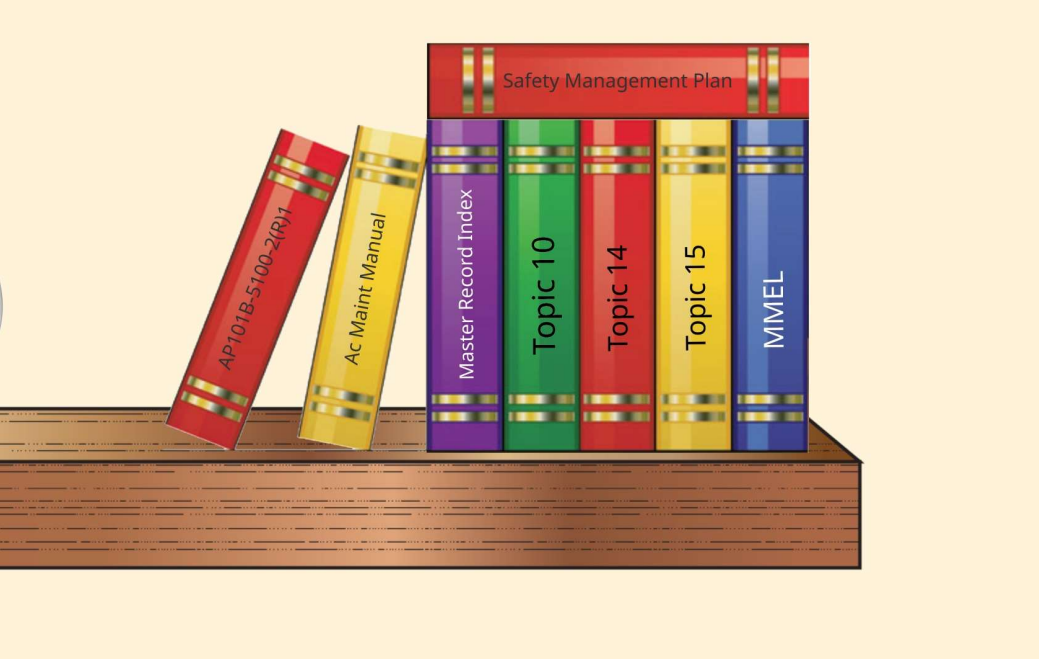 Safety Management Plan
AP101B-5100-2(R)1
Ac Maint Manual
Master Record Index
Topic 10
Topic 14
Topic 15
MMEL